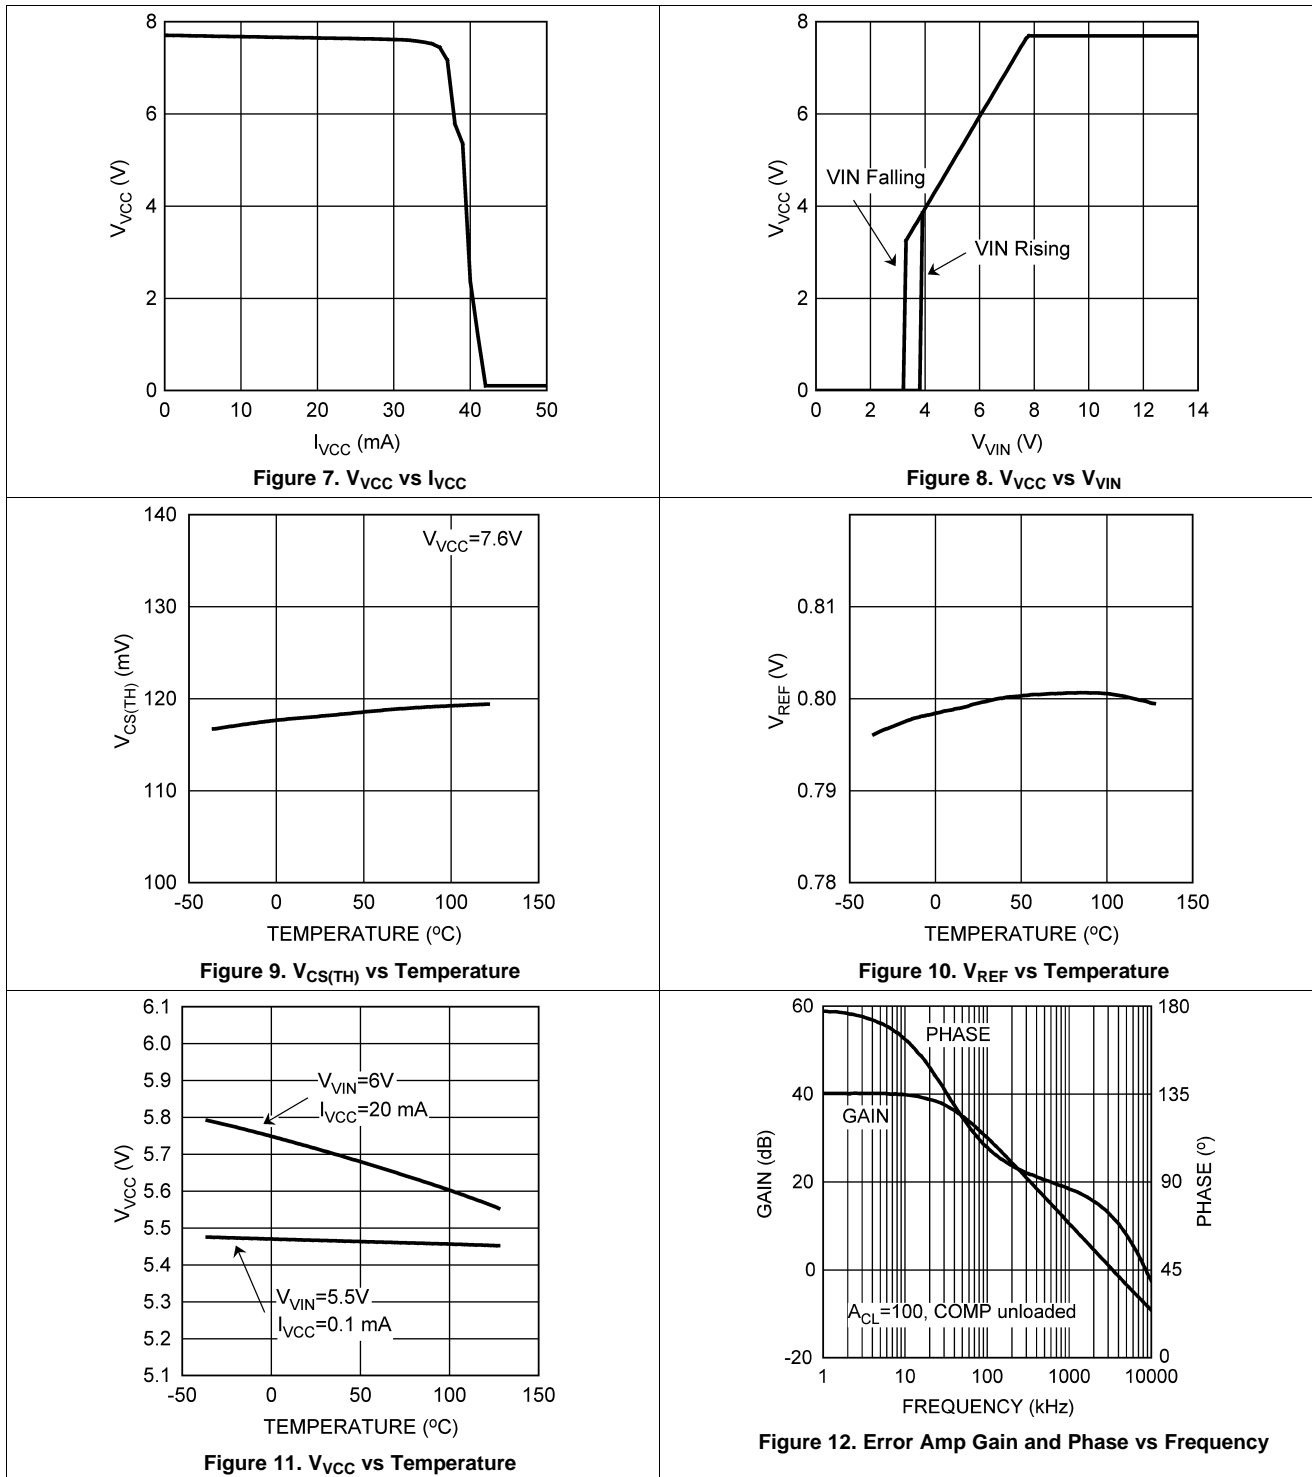 8
6
4
2
0
V_VCC (V)
0 10 20 30 40 50
I_VCC (mA)
Figure 7. V_VCC vs I_VCC
8
6
4
2
0
V_VCC (V)
VIN Falling
VIN Rising
0 2 4 6 8 10 12 14
V_VIN (V)
Figure 8. V_VCC vs V_VIN
140
130
120
110
100
V_CS(TH) (mV)
V_VCC=7.6V
-50 0 50 100 150
TEMPERATURE (ºC)
Figure 9. V_CS(TH) vs Temperature
0.81
0.80
0.79
0.78
V_REF (V)
-50 0 50 100 150
TEMPERATURE (ºC)
Figure 10. V_REF vs Temperature
6.1
6.0
5.9
5.8
5.7
5.6
5.5
5.4
5.3
5.2
5.1
V_VCC (V)
V_VIN=6V
I_VCC=20 mA
V_VIN=5.5V
I_VCC=0.1 mA
-50 0 50 100 150
TEMPERATURE (ºC)
Figure 11. V_VCC vs Temperature
60
40
20
0
-20
GAIN (dB)
PHASE
GAIN
A_CL=100, COMP unloaded
180
135
90
45
0
PHASE (º)
1 10 100 1000 10000
FREQUENCY (kHz)
Figure 12. Error Amp Gain and Phase vs Frequency